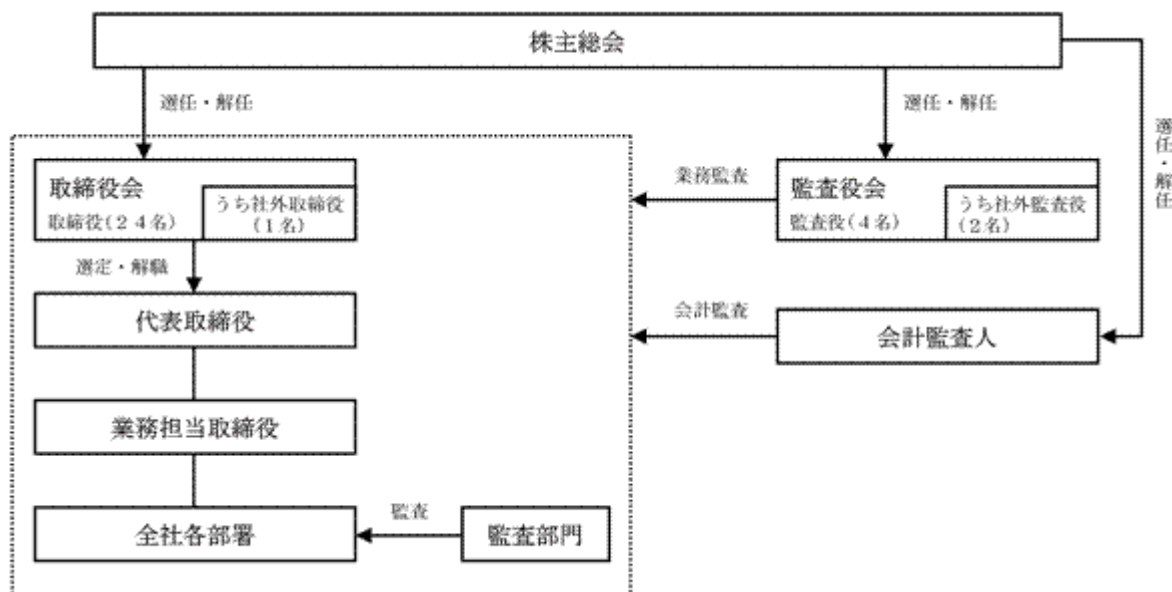 株主総会
選任・解任
選任・解任
選任・解任
取締役会
取締役(24名)
うち社外取締役
(1名)
業務監査
監査役会
監査役(4名)
うち社外監査役
(2名)
選定・解職
代表取締役
会計監査
会計監査人
業務担当取締役
全社各部署
監査
監査部門